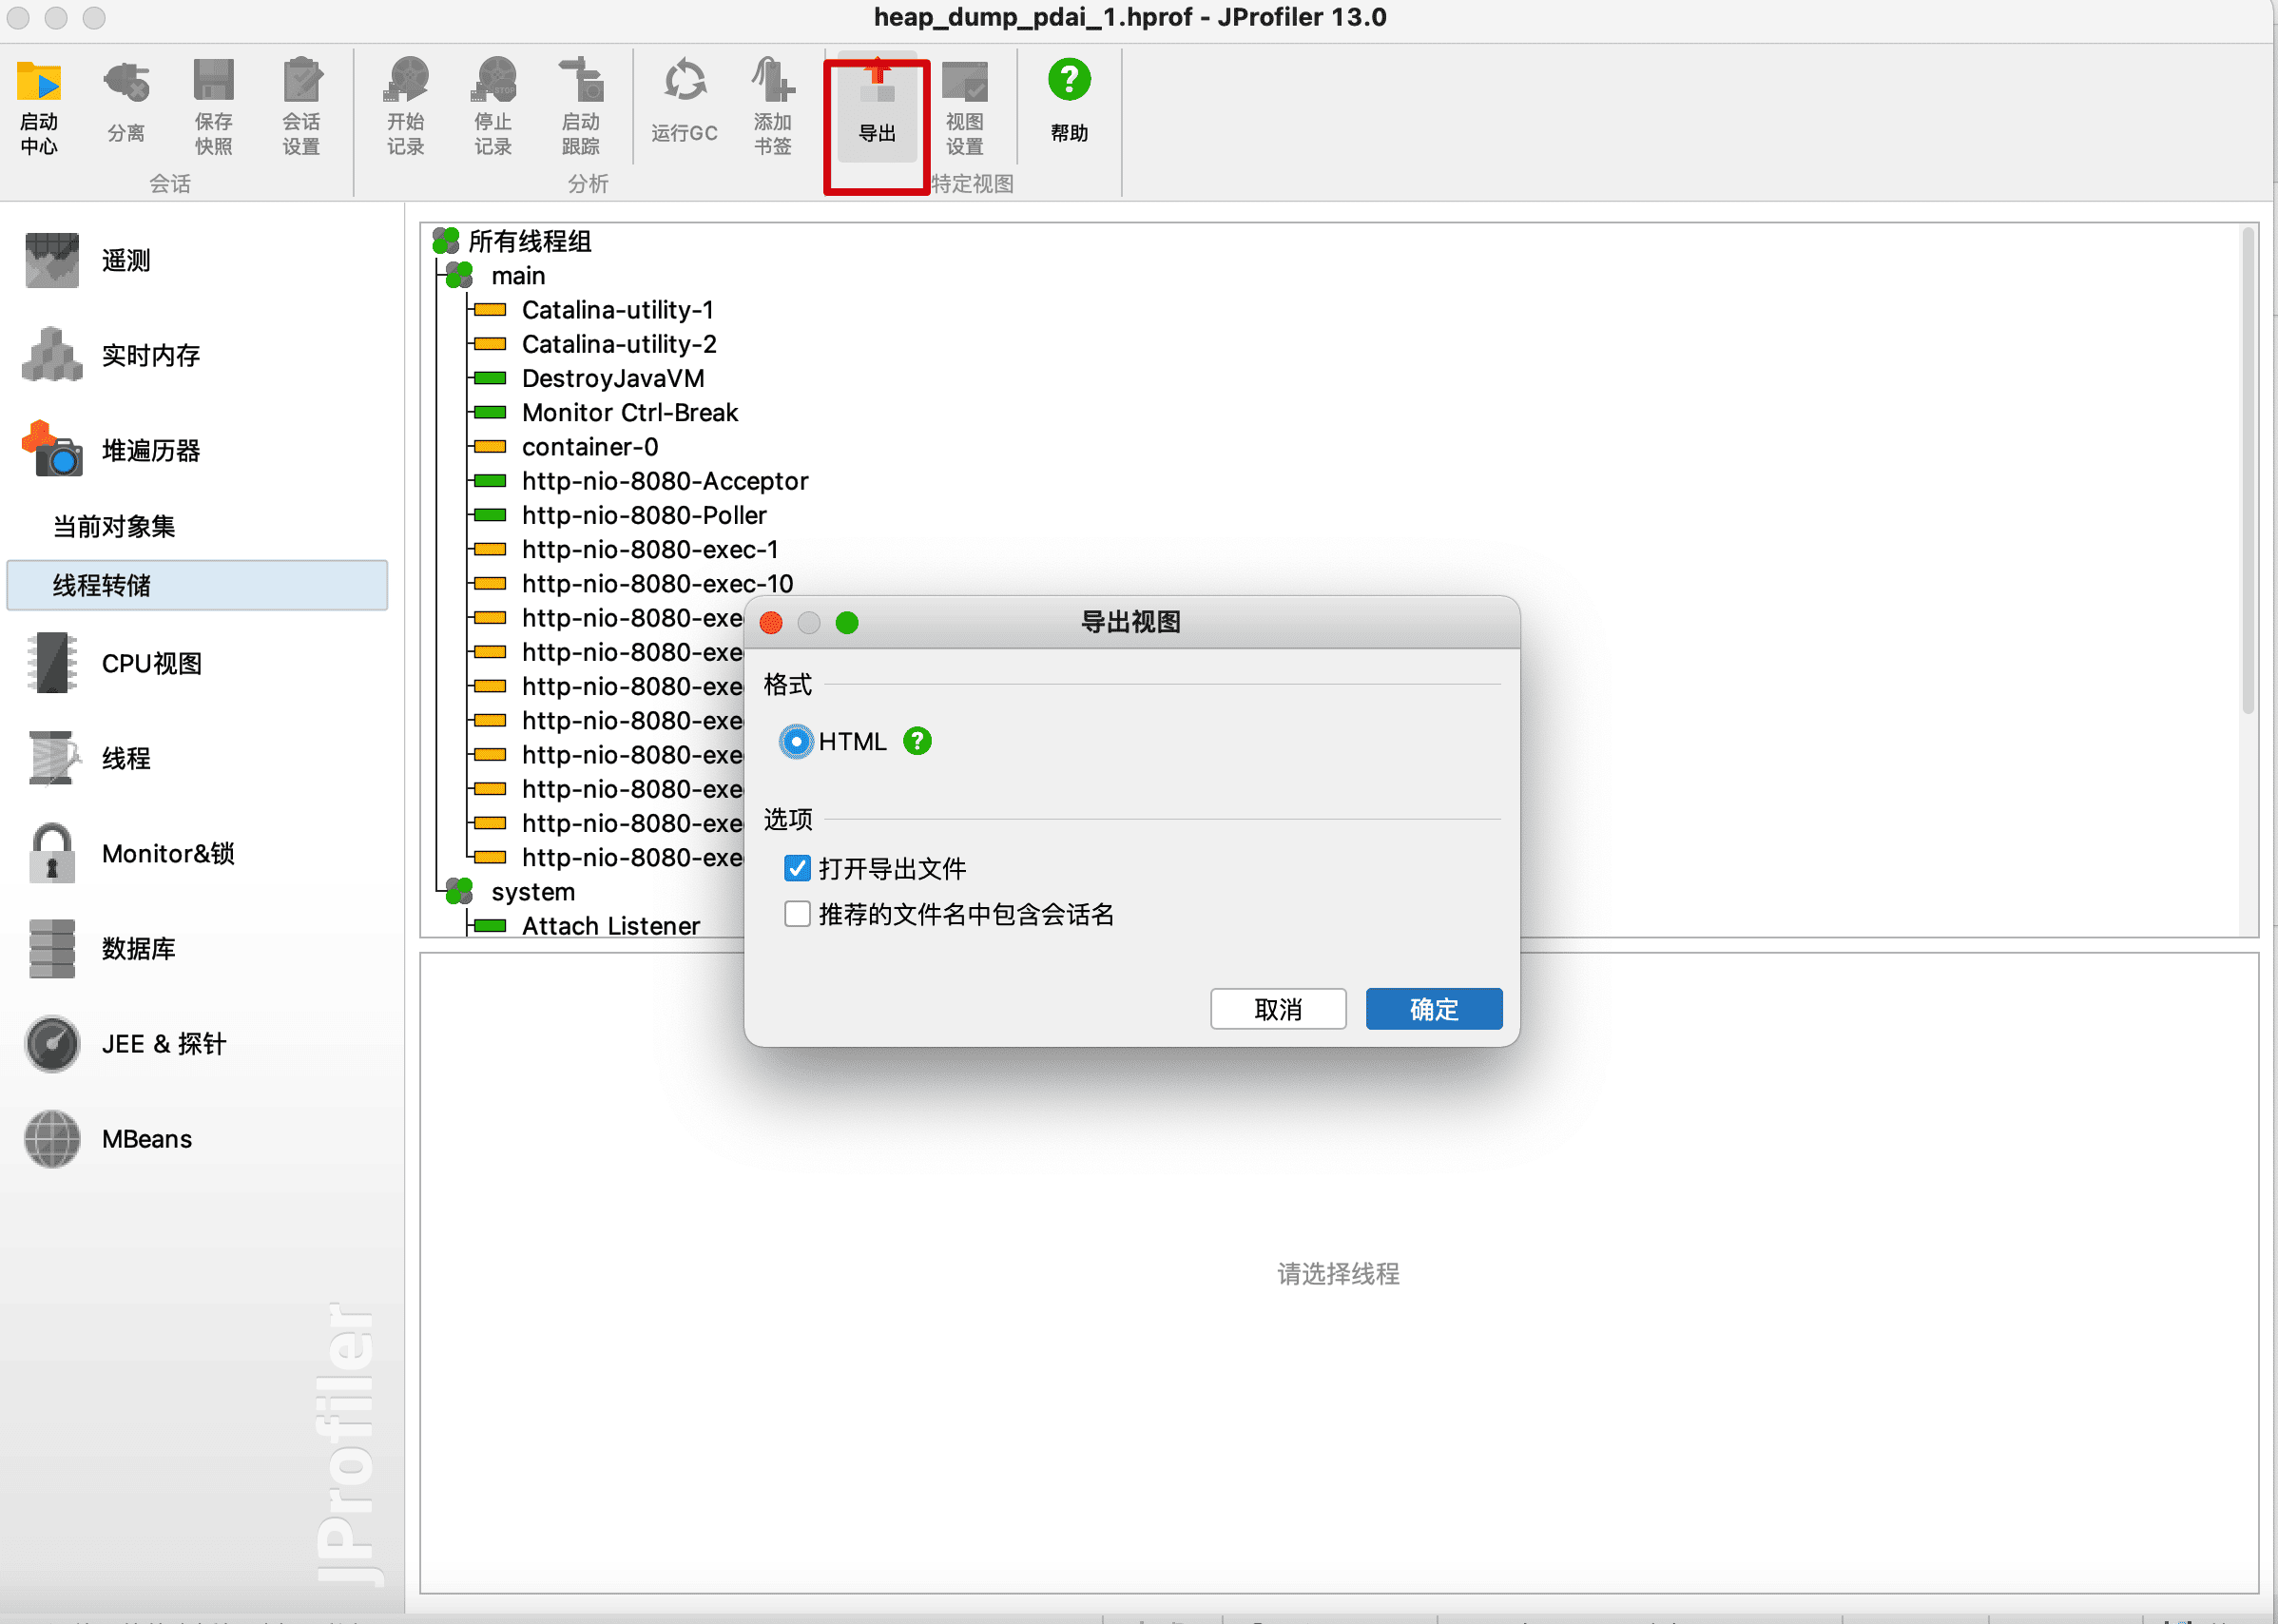 heap_dump_pdai_1.hprof - JProfiler 13.0
启动
中心
分离
保存
快照
会话
设置
会话
开始
记录
停止
记录
启动
跟踪
运行GC
添加
书签
分析
导出
视图
设置
特定视图
帮助
遥测
实时内存
堆遍历器
当前对象集
线程转储
CPU视图
线程
Monitor&锁
数据库
JEE & 探针
MBeans
JProfiler
所有线程组
main
Catalina-utility-1
Catalina-utility-2
DestroyJavaVM
Monitor Ctrl-Break
container-0
http-nio-8080-Acceptor
http-nio-8080-Poller
http-nio-8080-exec-1
http-nio-8080-exec-10
http-nio-8080-exe
http-nio-8080-exe
http-nio-8080-exe
http-nio-8080-exe
http-nio-8080-exe
http-nio-8080-exe
http-nio-8080-exe
http-nio-8080-exe
system
Attach Listener
导出视图
格式
HTML
选项
打开导出文件
推荐的文件名中包含会话名
取消
确定
请选择线程